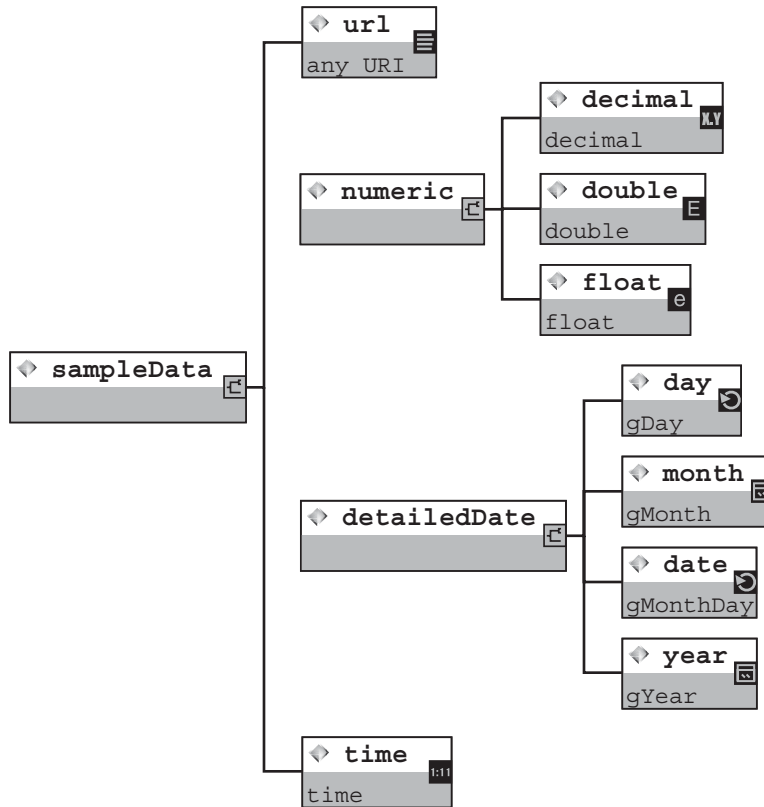 url
any URI
decimal
X.Y
decimal
numeric
double
E
double
float
e
float
sampleData
day
gDay
month
gMonth
detailedDate
date
gMonthDay
year
gYear
time
1:11
time